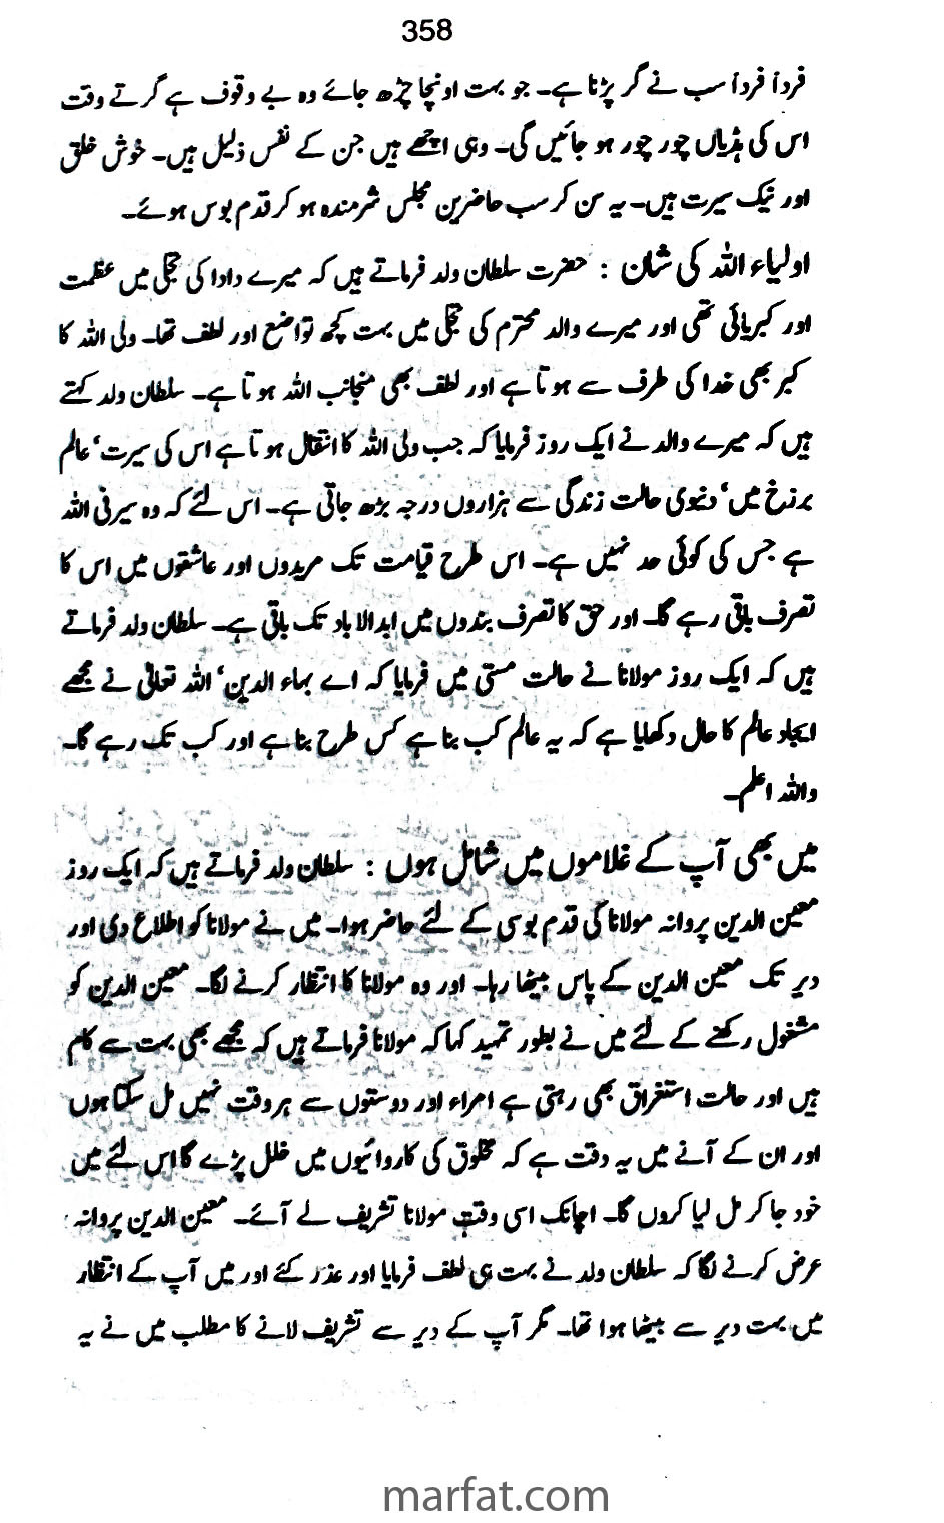 358
فرداً فرداً سب نے گر پڑنا ہے۔ جو بہت اونچا چڑھ جائے وہ بے وقوف ہے گرتے وقت
اس کی ہڈیاں چور چور ہو جائیں گی۔ وہی اچھے ہیں جن کے نفس ذلیل ہیں۔ خوش خلق
اور نیک سیرت ہیں۔ یہ سن کر سب حاضرین مجلس شرمندہ ہو کر قدم بوس ہوئے۔
اولیاء اللہ کی شان : حضرت سلطان ولد فرماتے ہیں کہ میرے دادا کی تجلی میں عظمت
اور کبریائی تھی اور میرے والد محترم کی تجلی میں بہت کچھ تواضع اور لطف تھا۔ ولی اللہ کا
کبر بھی خدا کی طرف سے ہوتا ہے اور لطف بھی منجانب اللہ ہوتا ہے۔ سلطان ولد کہتے
ہیں کہ میرے والد نے ایک روز فرمایا کہ جب ولی اللہ کا انتقال ہوتا ہے اس کی سیرت‘ عالم
برزخ میں‘ دنیوی حالت زندگی سے ہزاروں درجہ بڑھ جاتی ہے۔ اس لئے کہ وہ سیر فی اللہ
ہے جس کی کوئی حد نہیں ہے۔ اس طرح قیامت تک مریدوں اور عاشقوں میں اس کا
تصرف باقی رہے گا۔ اور حق کا تصرف بندوں میں ابد الاباد تک باقی ہے۔ سلطان ولد فرماتے
ہیں کہ ایک روز مولانا نے حالت مستی میں فرمایا کہ اے بہاء الدین‘ اللہ تعالٰی نے مجھے
ایجاد عالم کا حال دکھلایا ہے کہ یہ عالم کب بنا ہے کس طرح بنا ہے اور کب تک رہے گا۔
واللہ اعلم۔
میں بھی آپ کے غلاموں میں شامل ہوں : سلطان ولد فرماتے ہیں کہ ایک روز
معین الدین پروانہ مولانا کی قدم بوسی کے لئے حاضر ہوا۔ میں نے مولانا کو اطلاع دی اور
دیر تک معین الدین کے پاس بیٹھا رہا۔ اور وہ مولانا کا انتظار کرنے لگا۔ معین الدین کو
مشغول رکھنے کے لئے میں نے بطور تمہید کہا کہ مولانا فرماتے ہیں کہ مجھے بھی بہت سے کام
ہیں اور حالت استغراق بھی رہتی ہے امراء اور دوستوں سے ہر وقت نہیں مل سکتا ہوں
اور ان کے آنے میں یہ دقت ہے کہ مخلوق کی کاروائیوں میں خلل پڑے گا اس لئے میں
خود جا کر مل لیا کروں گا۔ اچانک اسی وقت مولانا تشریف لے آئے۔ معین الدین پروانہ
عرض کرنے لگا کہ سلطان ولد نے بہت ہی لطف فرمایا اور عذر کئے اور میں آپ کے انتظار
میں بہت دیر سے بیٹھا ہوا تھا۔ مگر آپ کے دیر سے تشریف لانے کا مطلب میں نے یہ
marfat.com